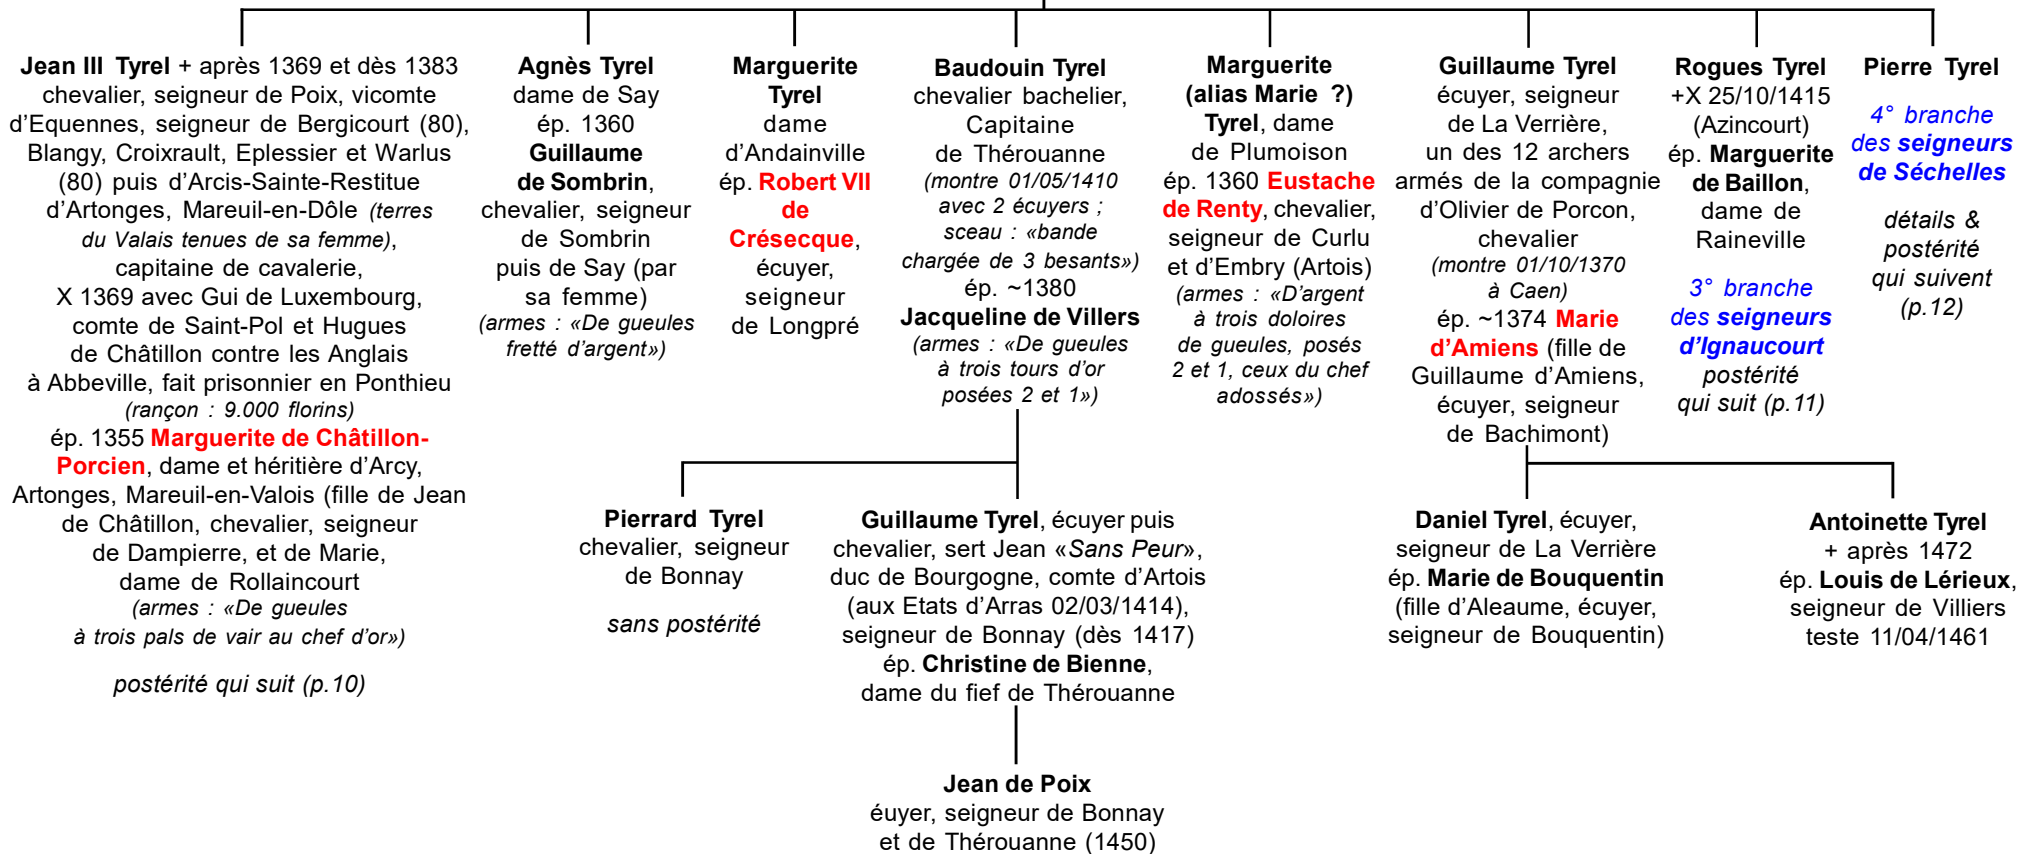 Jean III Tyrel + après 1369 et dès 1383
chevalier, seigneur de Poix, vicomte
d'Equennes, seigneur de Bergicourt (80),
Blangy, Croixrault, Eplessier et Warlus
(80) puis d'Arcis-Sainte-Restitue
d'Artonges, Mareuil-en-Dôle (terres
du Valais tenues de sa femme),
capitaine de cavalerie,
X 1369 avec Gui de Luxembourg,
comte de Saint-Pol et Hugues
de Châtillon contre les Anglais
à Abbeville, fait prisonnier en Ponthieu
(rançon : 9.000 florins)
ép. 1355 Marguerite de Châtillon-
Porcien, dame et héritière d'Arcy,
Artonges, Mareuil-en-Valois (fille de Jean
de Châtillon, chevalier, seigneur
de Dampierre, et de Marie,
dame de Rollaincourt
(armes : «De gueules
à trois pals de vair au chef d'or»)
postérité qui suit (p.10)
Agnès Tyrel
dame de Say
ép. 1360
Guillaume
de Sombrin,
chevalier, seigneur
de Sombrin
puis de Say (par
sa femme)
(armes : «De gueules
fretté d'argent»)
Marguerite
Tyrel
dame
d'Andainville
ép. Robert VII
de
Crésecque,
écuyer,
seigneur
de Longpré
Baudouin Tyrel
chevalier bachelier,
Capitaine
de Thérouanne
(montre 01/05/1410
avec 2 écuyers ;
sceau : «bande
chargée de 3 besants»)
ép. ~1380
Jacqueline de Villers
(armes : «De gueules
à trois tours d'or
posées 2 et 1»)
Marguerite
(alias Marie ?)
Tyrel, dame
de Plumoison
ép. 1360 Eustache
de Renty, chevalier,
seigneur de Curlu
et d'Embry (Artois)
(armes : «D'argent
à trois doloires
de gueules, posés
2 et 1, ceux du chef
adossés»)
Guillaume Tyrel
écuyer, seigneur
de La Verrière,
un des 12 archers
armés de la compagnie
d'Olivier de Porcon,
chevalier
(montre 01/10/1370
à Caen)
ép. ~1374 Marie
d'Amiens (fille de
Guillaume d'Amiens,
écuyer, seigneur
de Bachimont)
Rogues Tyrel
+X 25/10/1415
(Azincourt)
ép. Marguerite
de Baillon,
dame de
Raineville
3° branche
des seigneurs
d'Ignaucourt
postérité
qui suit (p.11)
Pierre Tyrel
4° branche
des seigneurs
de Séchelles
détails &
postérité
qui suivent
(p.12)
Pierrard Tyrel
chevalier, seigneur
de Bonnay
sans postérité
Guillaume Tyrel, écuyer puis
chevalier, sert Jean «Sans Peur»,
duc de Bourgogne, comte d'Artois
(aux Etats d'Arras 02/03/1414),
seigneur de Bonnay (dès 1417)
ép. Christine de Bienne,
dame du fief de Thérouanne
Daniel Tyrel, écuyer,
seigneur de La Verrière
ép. Marie de Bouquentin
(fille d'Aleaume, écuyer,
seigneur de Bouquentin)
Antoinette Tyrel
+ après 1472
ép. Louis de Lérieux,
seigneur de Villiers
teste 11/04/1461
Jean de Poix
éuyer, seigneur de Bonnay
et de Thérouanne (1450)